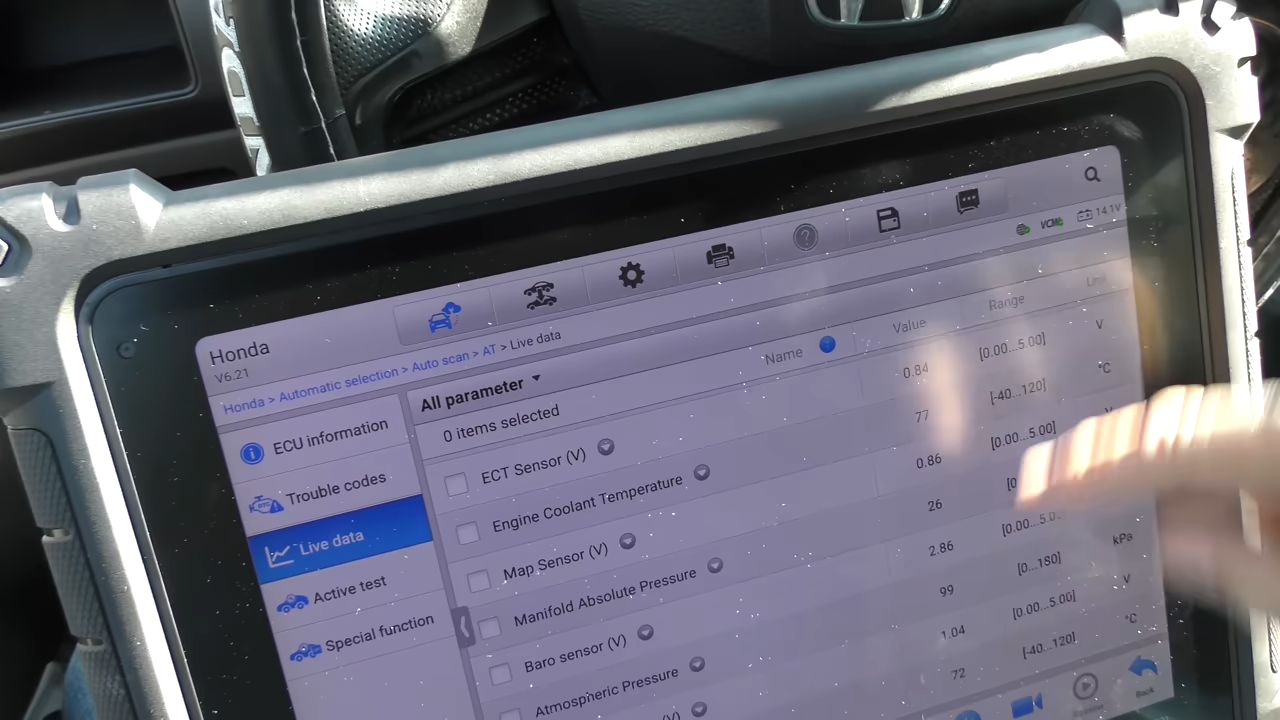 Honda
V6.21
VCMI
14.1V
Honda > Automatic selection > Auto scan > AT > Live data
ECU information
Trouble codes
Live data
Active test
Special function
All parameter
0 items selected
Name Value Range Unit
ECT Sensor (V) 0.84 [0.00...5.00] V
Engine Coolant Temperature 77 [-40...120] °C
Map Sensor (V) 0.86 [0.00...5.00]
Manifold Absolute Pressure 26
Baro sensor (V) 2.86 [0.00...5.0
Atmospheric Pressure 99 [0...180] kPa
(V) 1.04 [0.00...5.00] V
72 [-40...120] °C
Back